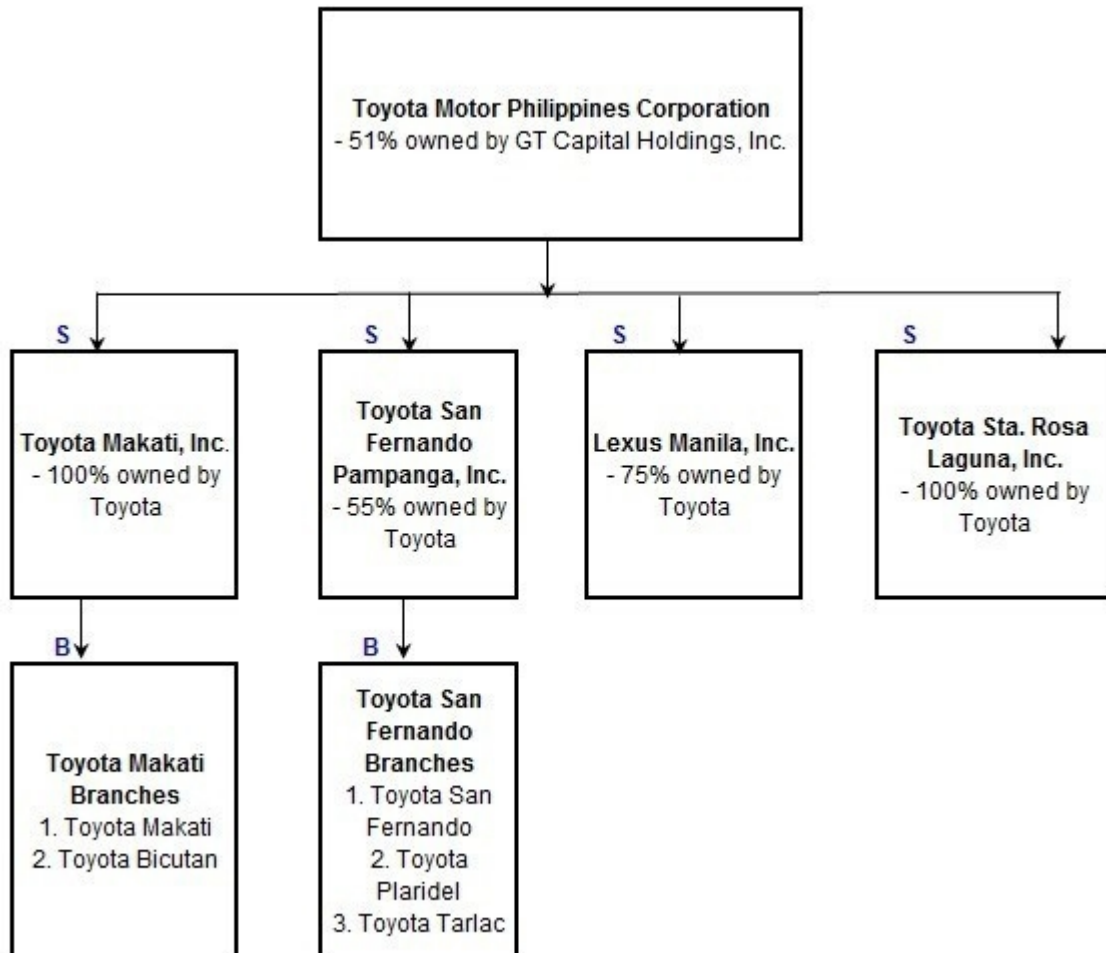 Toyota Motor Philippines Corporation
- 51% owned by GT Capital Holdings, Inc.
S
S
S
S
Toyota Makati, Inc.
- 100% owned by
Toyota
Toyota San
Fernando
Pampanga, Inc.
- 55% owned by
Toyota
Lexus Manila, Inc.
- 75% owned by
Toyota
Toyota Sta. Rosa
Laguna, Inc.
- 100% owned by
Toyota
B
B
Toyota Makati
Branches
1. Toyota Makati
2. Toyota Bicutan
Toyota San
Fernando
Branches
1. Toyota San
Fernando
2. Toyota
Plaridel
3. Toyota Tarlac